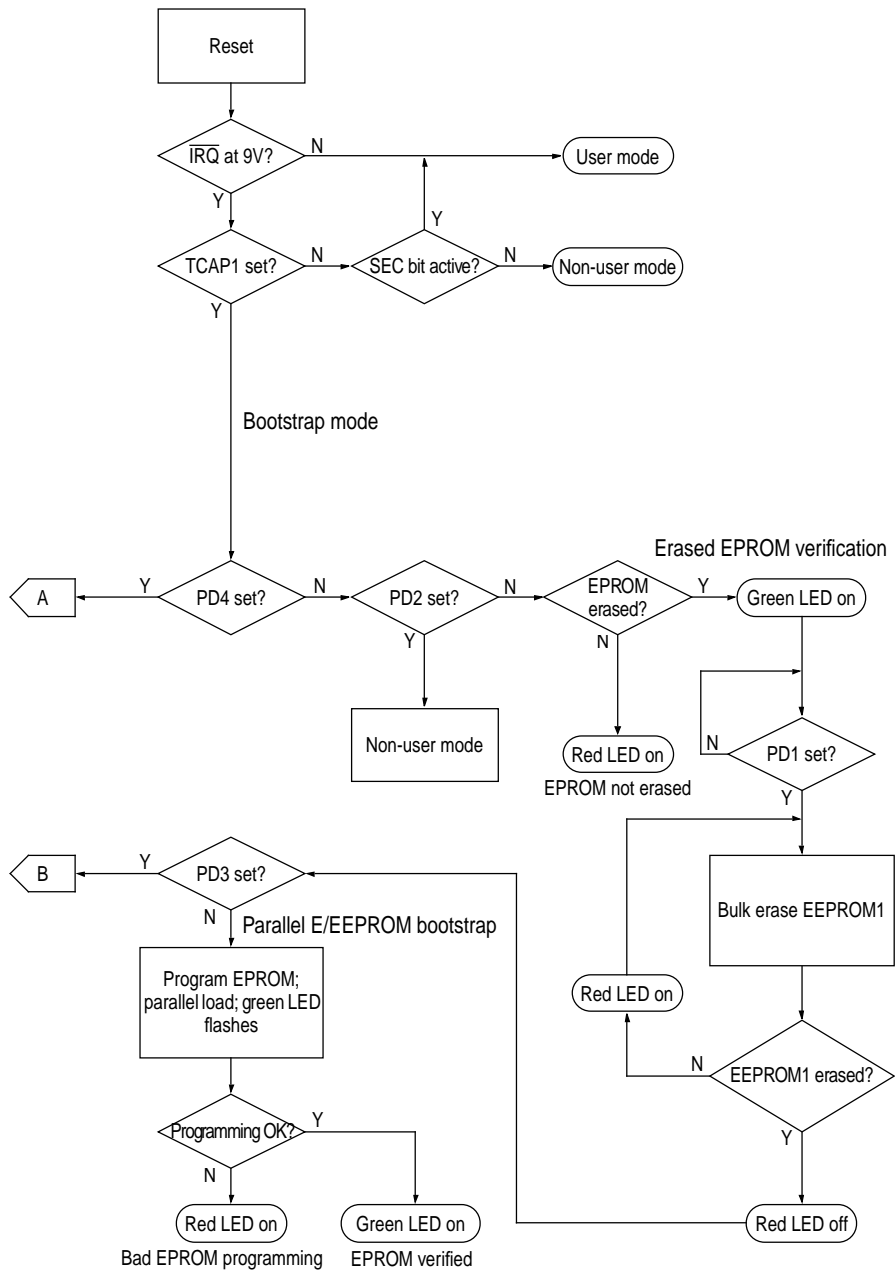 Reset
IRQ at 9V?
N
User mode
Y
Y
TCAP1 set?
N
SEC bit active?
N
Non-user mode
Y
Bootstrap mode
Erased EPROM verification
A
Y
PD4 set?
N
PD2 set?
N
EPROM
erased?
Y
Green LED on
Y
N
Non-user mode
Red LED on
EPROM not erased
N
PD1 set?
Y
B
Y
PD3 set?
N
Parallel E/EEPROM bootstrap
Bulk erase EEPROM1
Program EPROM;
parallel load; green LED
flashes
Red LED on
N
EEPROM1 erased?
Y
Programming OK?
Y
N
Red LED on
Bad EPROM programming
Green LED on
EPROM verified
Red LED off